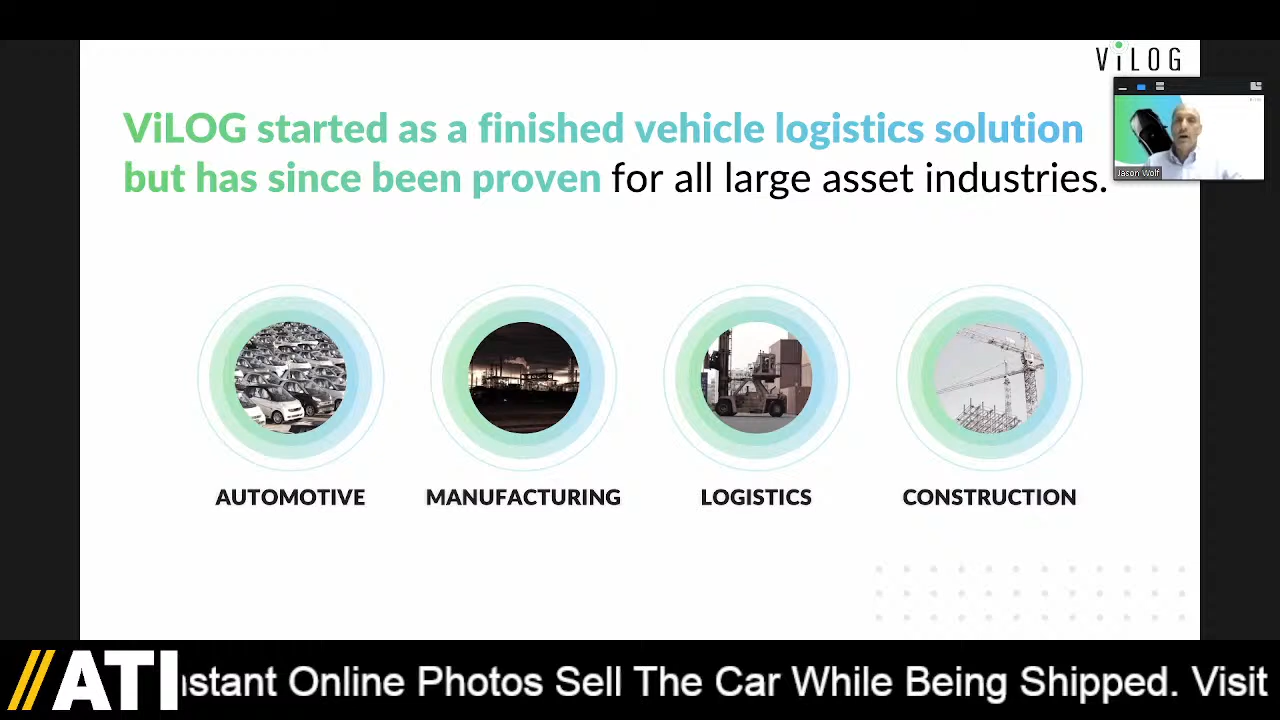 ViLOG
ViLOG started as a finished vehicle logistics solution
but has since been proven for all large asset industries.
Jason Wolf
AUTOMOTIVE
MANUFACTURING
LOGISTICS
CONSTRUCTION
//ATI
nstant Online Photos Sell The Car While Being Shipped. Visit